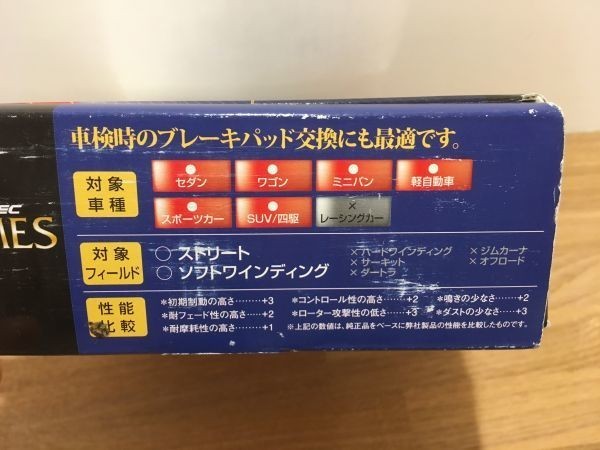 車検時のブレーキパッド交換にも最適です。
対象
車種
セダン
ワゴン
ミニバン
軽自動車
スポーツカー
SUV/四駆
×
レーシングカー
EC
MES
対象
フィールド
○ ストリート
○ ソフトワインディング
×ハードワインディング
×サーキット
×ダートラ
×ジムカーナ
×オフロード
性能
比較
*初期制動の高さ………+3
*耐フェード性の高さ……+2
*耐摩耗性の高さ………+1
*コントロール性の高さ……+2
*ローター攻撃性の低さ……+3
*鳴きの少なさ………+2
*ダストの少なさ……+3
※上記の数値は、純正品をベースに弊社製品の性能を比較したものです。